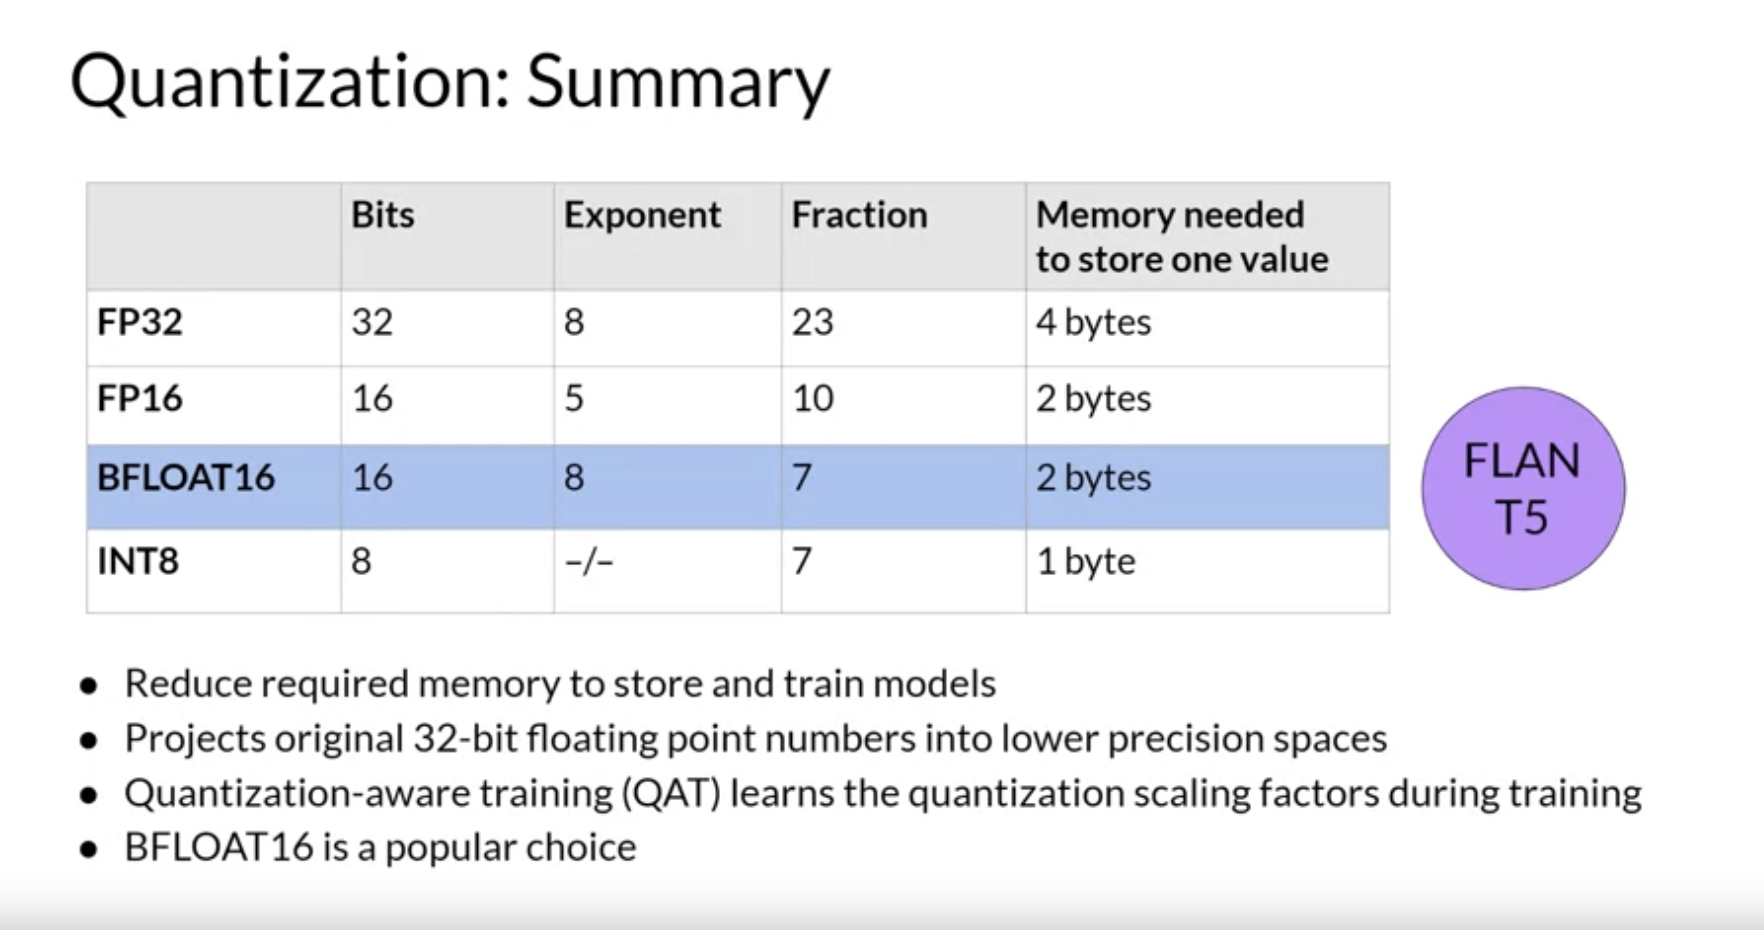 Quantization: Summary
Bits Exponent Fraction Memory needed
to store one value
FP32 32 8 23 4 bytes
FP16 16 5 10 2 bytes
BFLOAT16 16 8 7 2 bytes
INT8 8 –/– 7 1 byte
FLAN
T5
● Reduce required memory to store and train models
● Projects original 32-bit floating point numbers into lower precision spaces
● Quantization-aware training (QAT) learns the quantization scaling factors during training
● BFLOAT16 is a popular choice